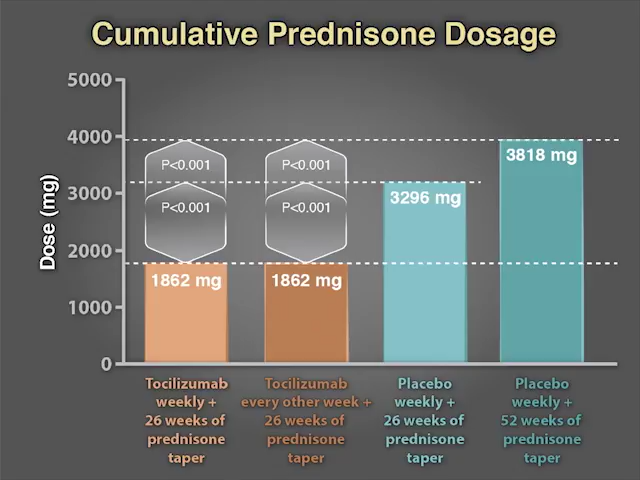 Cumulative Prednisone Dosage
Dose (mg)
5000
4000
3000
2000
1000
0
P<0.001
P<0.001
P<0.001
P<0.001
1862 mg
1862 mg
3296 mg
3818 mg
Tocilizumab
weekly +
26 weeks of
prednisone
taper
Tocilizumab
every other week +
26 weeks of
prednisone
taper
Placebo
weekly +
26 weeks of
prednisone
taper
Placebo
weekly +
52 weeks of
prednisone
taper